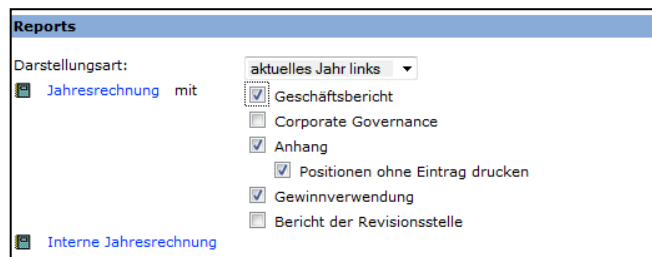 Reports
Darstellungsart: aktuelles Jahr links
Jahresrechnung mit Geschäftsbericht
Corporate Governance
Anhang
Positionen ohne Eintrag drucken
Gewinnverwendung
Bericht der Revisionsstelle
Interne Jahresrechnung